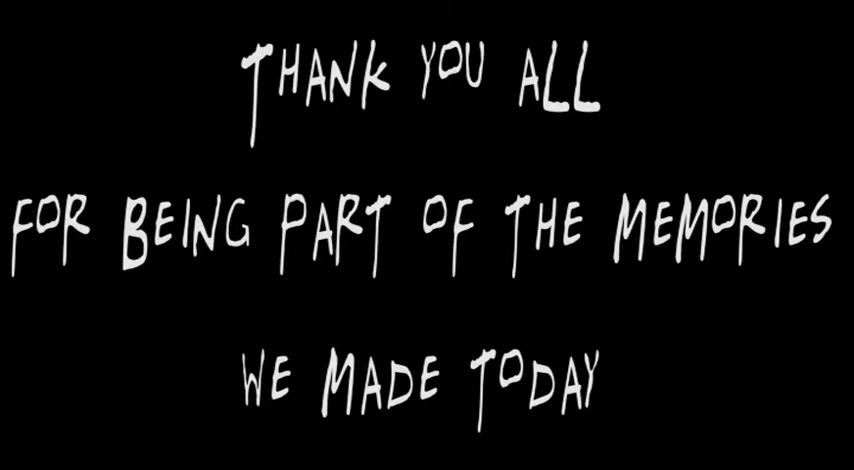 THANK YOU ALL
FOR BEING PART OF THE MEMORIES
WE MADE TODAY